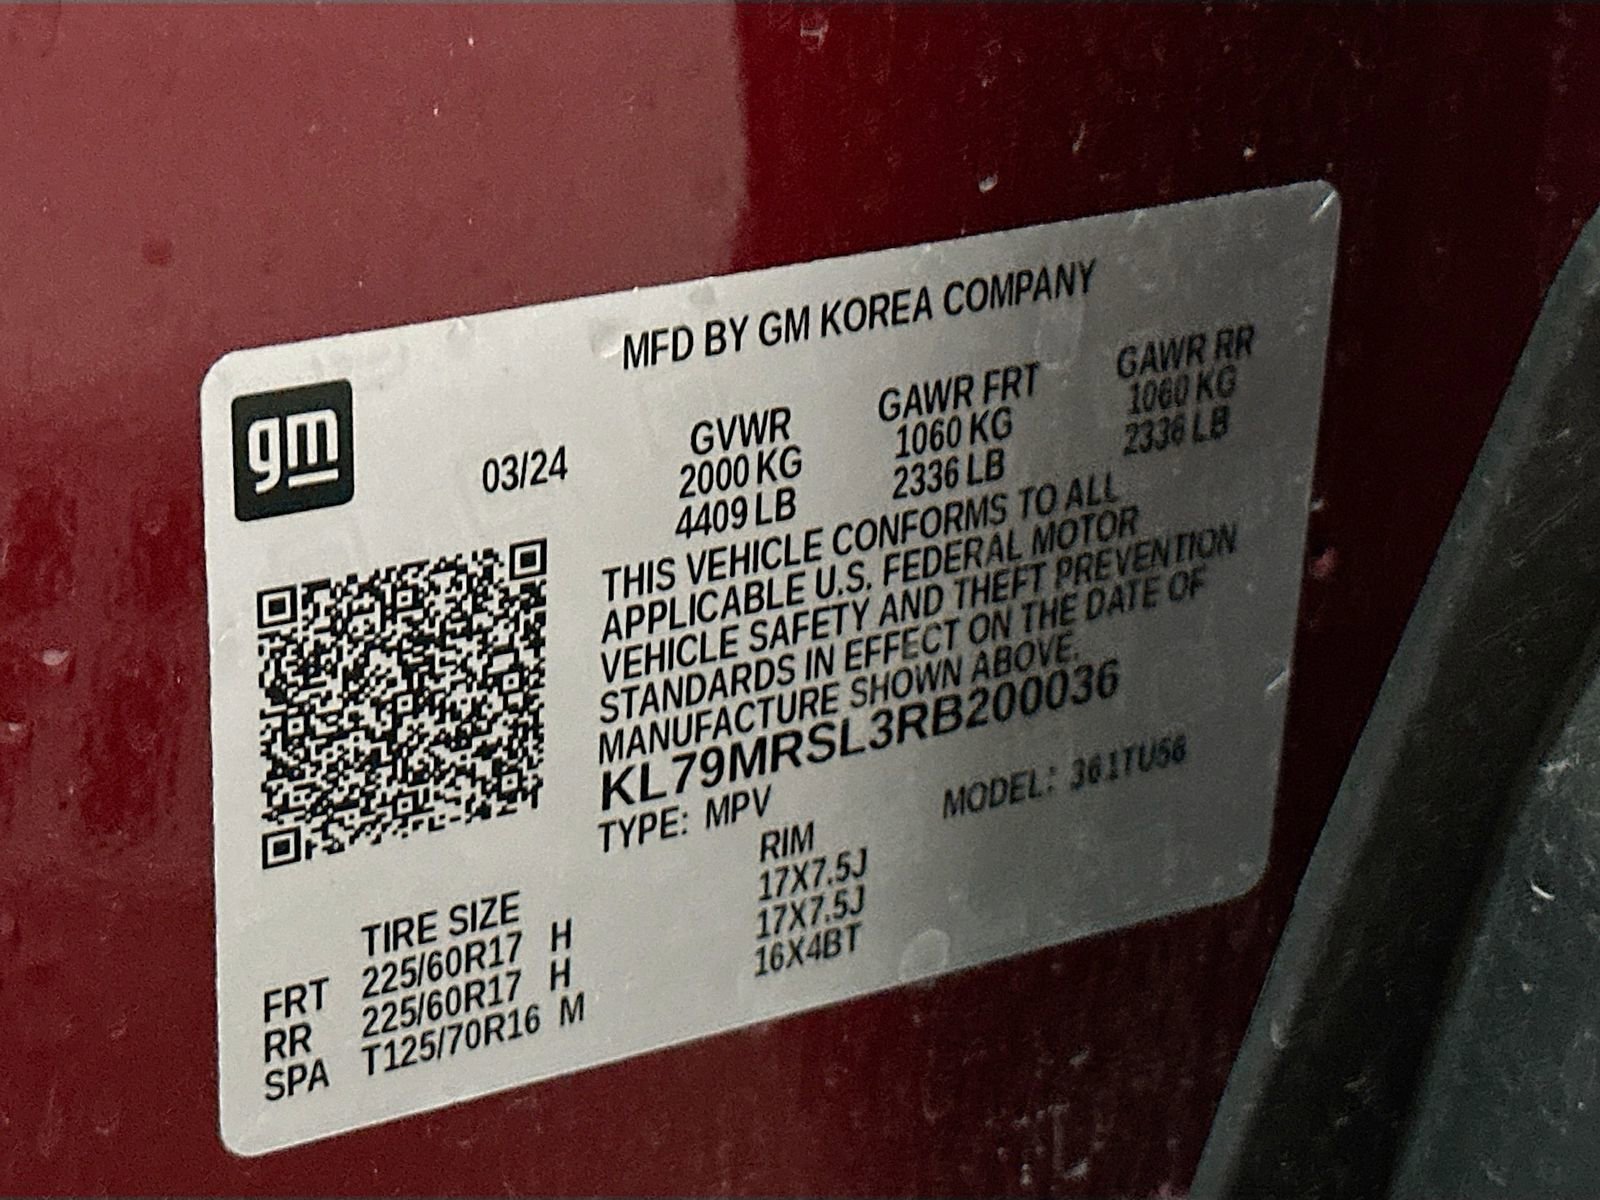 gm
MFD BY GM KOREA COMPANY
03/24
GVWR GAWR FRT GAWR RR
2000 KG 1060 KG 1060 KG
4409 LB 2336 LB 2336 LB
THIS VEHICLE CONFORMS TO ALL
APPLICABLE U.S. FEDERAL MOTOR
VEHICLE SAFETY AND THEFT PREVENTION
STANDARDS IN EFFECT ON THE DATE OF
MANUFACTURE SHOWN ABOVE.
KL79MRSL3RB200036
TYPE: MPV MODEL: 361TU56
TIRE SIZE RIM
FRT 225/60R17 H 17X7.5J
RR 225/60R17 H 17X7.5J
SPA T125/70R16 M 16X4BT